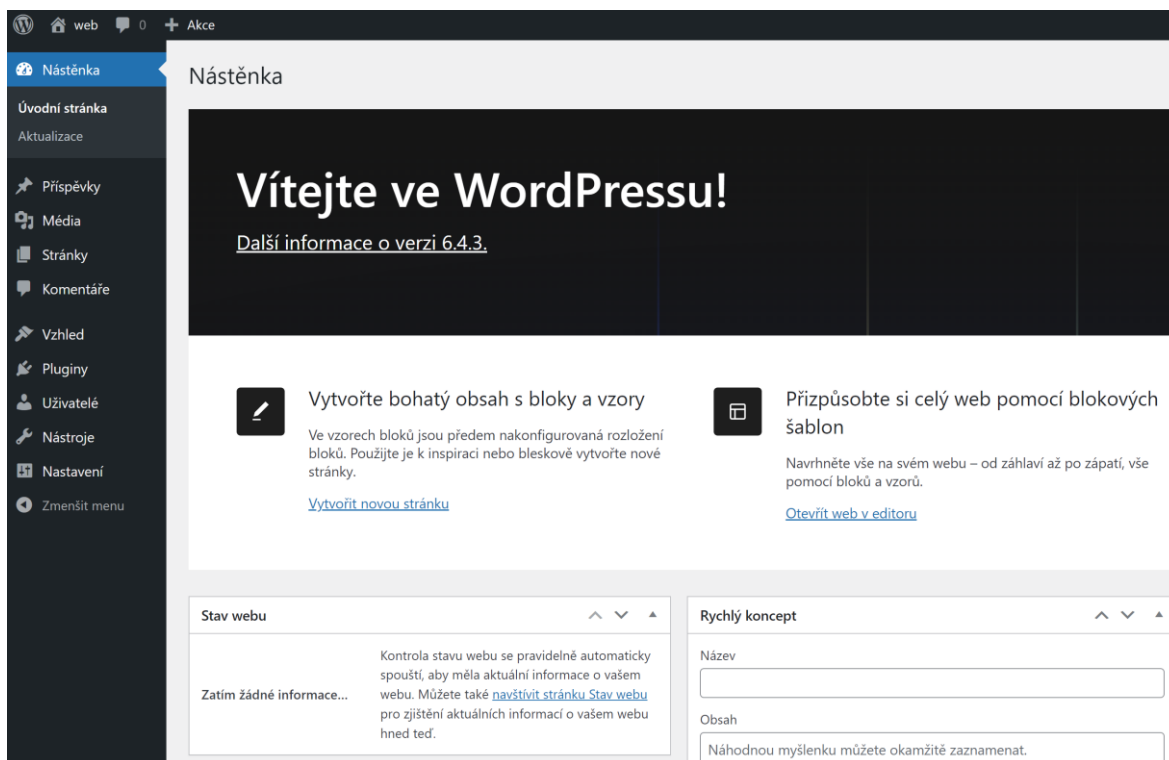 web 0 Akce
Nástěnka
Úvodní stránka
Aktualizace
Příspěvky
Média
Stránky
Komentáře
Vzhled
Pluginy
Uživatelé
Nástroje
Nastavení
Zmenšit menu
Nástěnka
Vítejte ve WordPressu!
Další informace o verzi 6.4.3.
Vytvořte bohatý obsah s bloky a vzory
Ve vzorech bloků jsou předem nakonfigurovaná rozložení
bloků. Použijte je k inspiraci nebo bleskově vytvořte nové
stránky.
Vytvořit novou stránku
Přizpůsobte si celý web pomocí blokových
šablon
Navrhněte vše na svém webu – od záhlaví až po zápatí, vše
pomocí bloků a vzorů.
Otevřít web v editoru
Stav webu
Zatím žádné informace...
Kontrola stavu webu se pravidelně automaticky
spouští, aby měla aktuální informace o vašem
webu. Můžete také navštívit stránku Stav webu
pro zjištění aktuálních informací o vašem webu
hned teď.
Rychlý koncept
Název
Obsah
Náhodnou myšlenku můžete okamžitě zaznamenat.